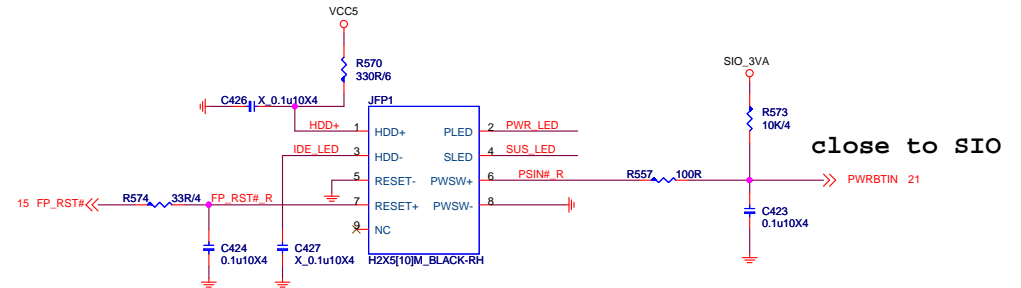 VCC5
R570
330R/6
SIO_3VA
C426
X_0.1u10X4
JFP1
R573
10K/4
HDD+
1
HDD+
PLED
2
PWR_LED
close to SIO
IDE_LED
3
HDD-
SLED
4
SUS_LED
5
RESET-
PWSW+
6
PSIN#_R
R557
100R
PWRBTIN 21
15 FP_RST#
R574
33R/4
FP_RST#_R
7
RESET+
PWSW-
8
9
NC
C423
0.1u10X4
C424
0.1u10X4
C427
X_0.1u10X4
H2X5[10]M_BLACK-RH